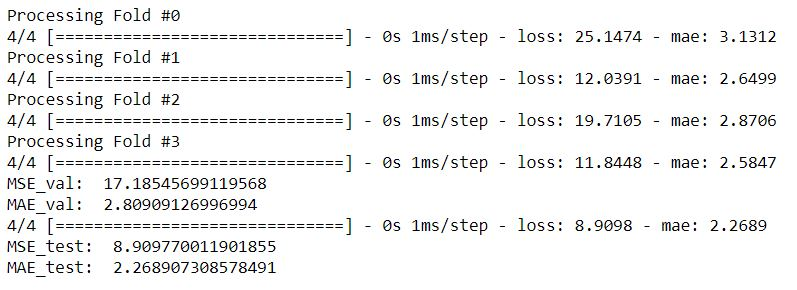 Processing Fold #0
4/4 [==============================] - 0s 1ms/step - loss: 25.1474 - mae: 3.1312
Processing Fold #1
4/4 [==============================] - 0s 1ms/step - loss: 12.0391 - mae: 2.6499
Processing Fold #2
4/4 [==============================] - 0s 1ms/step - loss: 19.7105 - mae: 2.8706
Processing Fold #3
4/4 [==============================] - 0s 1ms/step - loss: 11.8448 - mae: 2.5847
MSE_val:  17.18545699119568
MAE_val:  2.80909126996994
4/4 [==============================] - 0s 1ms/step - loss: 8.9098 - mae: 2.2689
MSE_test:  8.909770011901855
MAE_test:  2.268907308578491